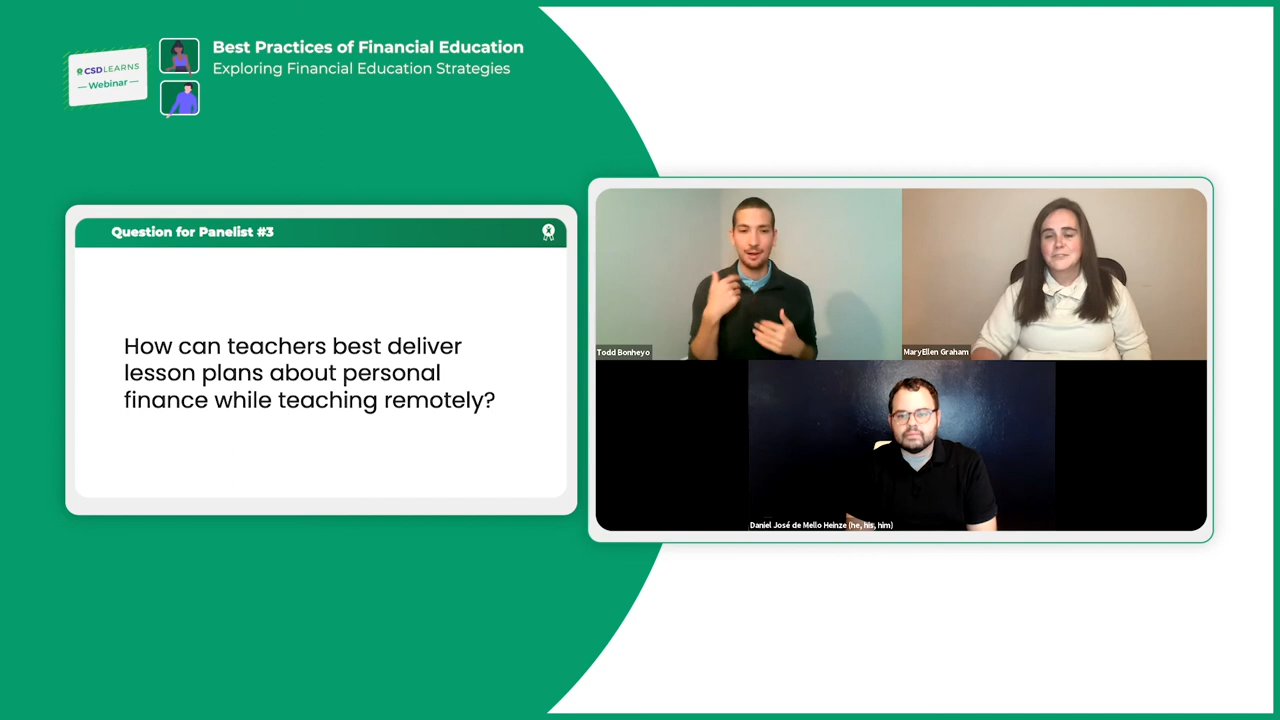 CSDLEARNS
— Webinar —
Best Practices of Financial Education
Exploring Financial Education Strategies
Question for Panelist #3
How can teachers best deliver
lesson plans about personal
finance while teaching remotely?
Todd Bonheyo
MaryEllen Graham
Daniel José de Mello Heinze (he, his, him)